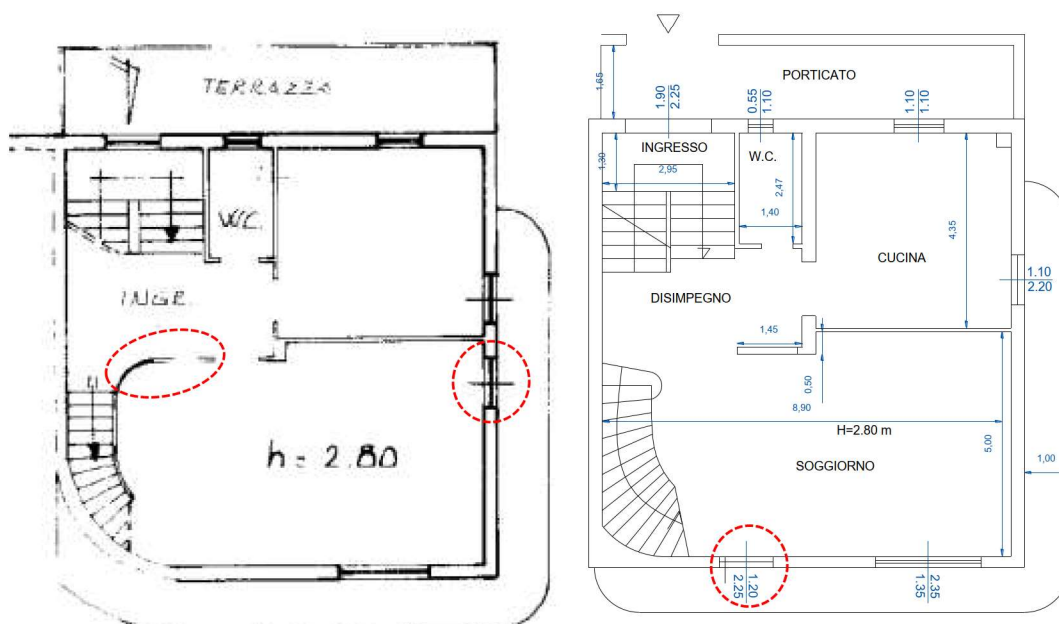 TERRAZZA
W.C.
INGR.
h = 2.80
PORTICATO
1,65
1.90
2.25
0.55
1.10
1.10
1.10
INGRESSO
W.C.
1,30
2,95
2,47
1,40
4,35
CUCINA
1.10
2.20
DISIMPEGNO
1,45
0,50
8,90
H=2.80 m
5,00
SOGGIORNO
1,00
1.20
2.25
2.35
1.35